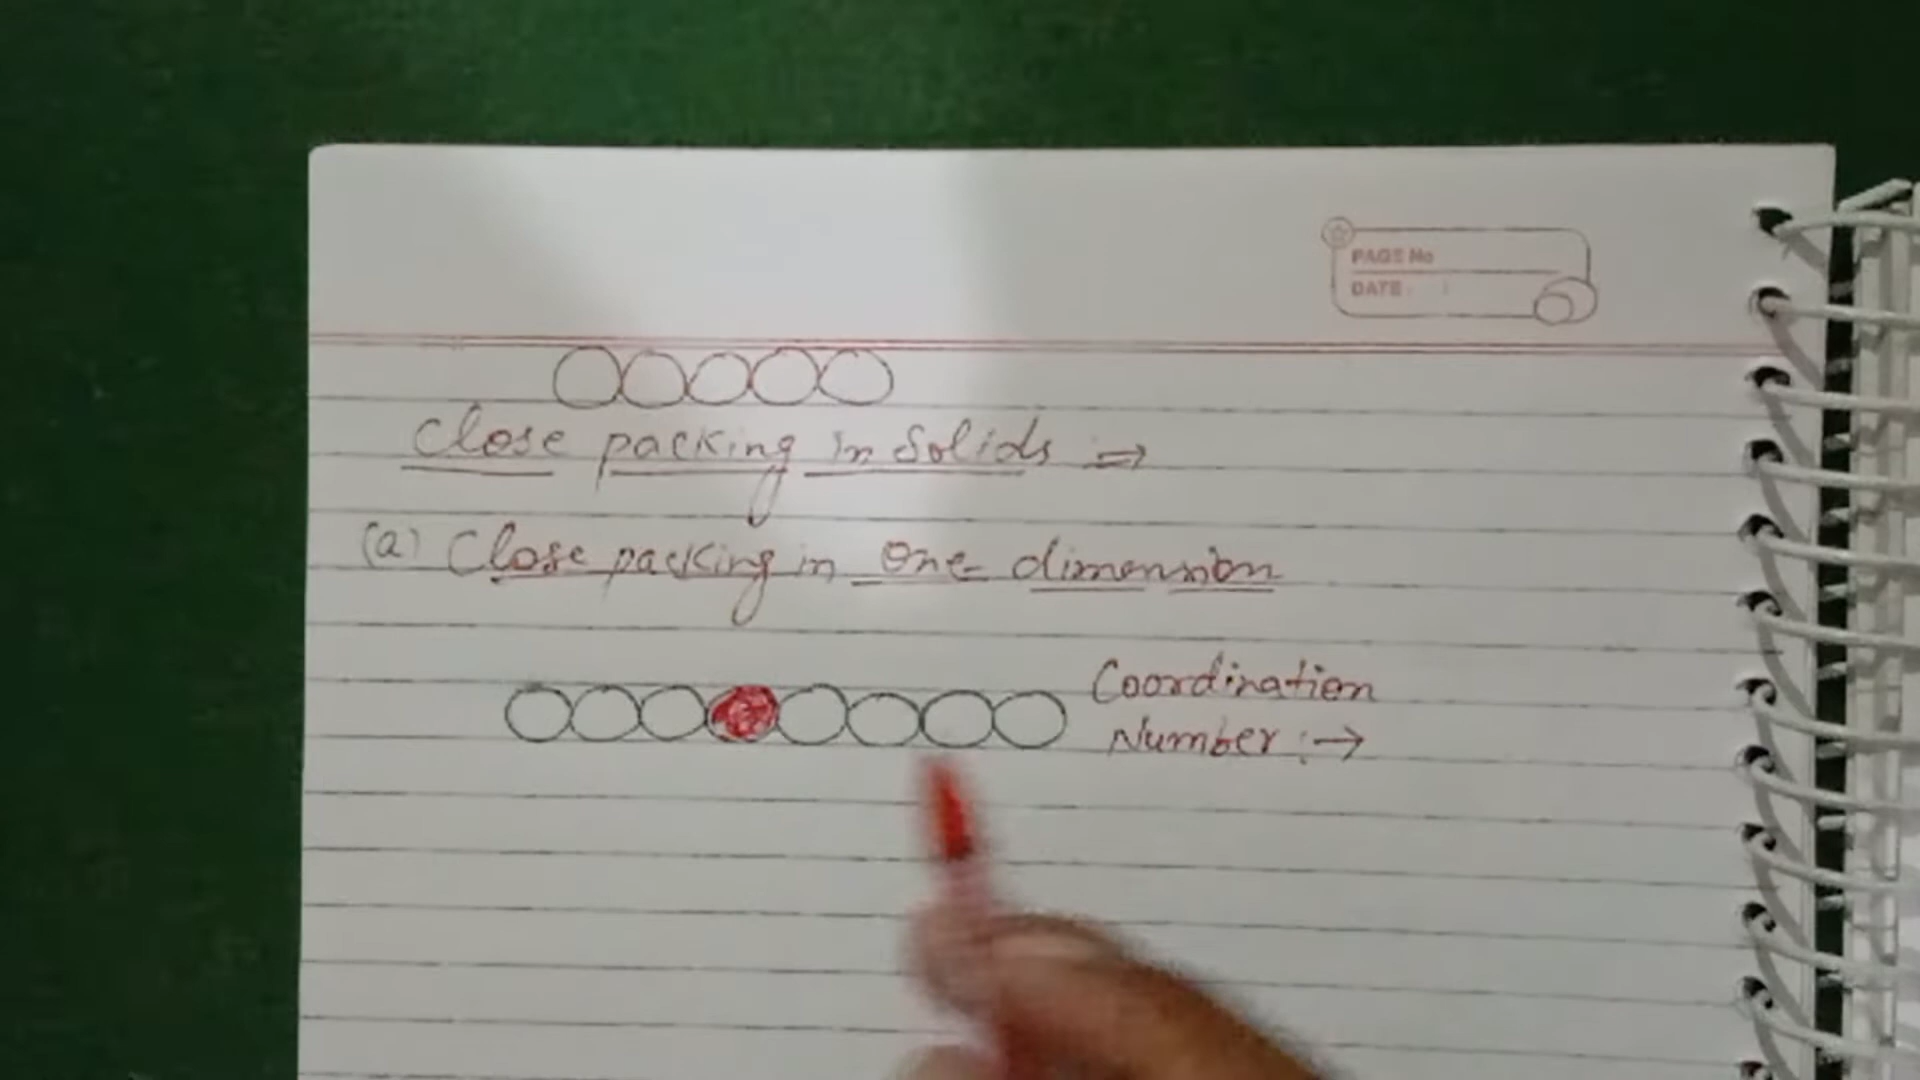 PAGE No
DATE :
Close packing in Solids ⇒
(a) Close packing in One dimension
Coordination
Number :→